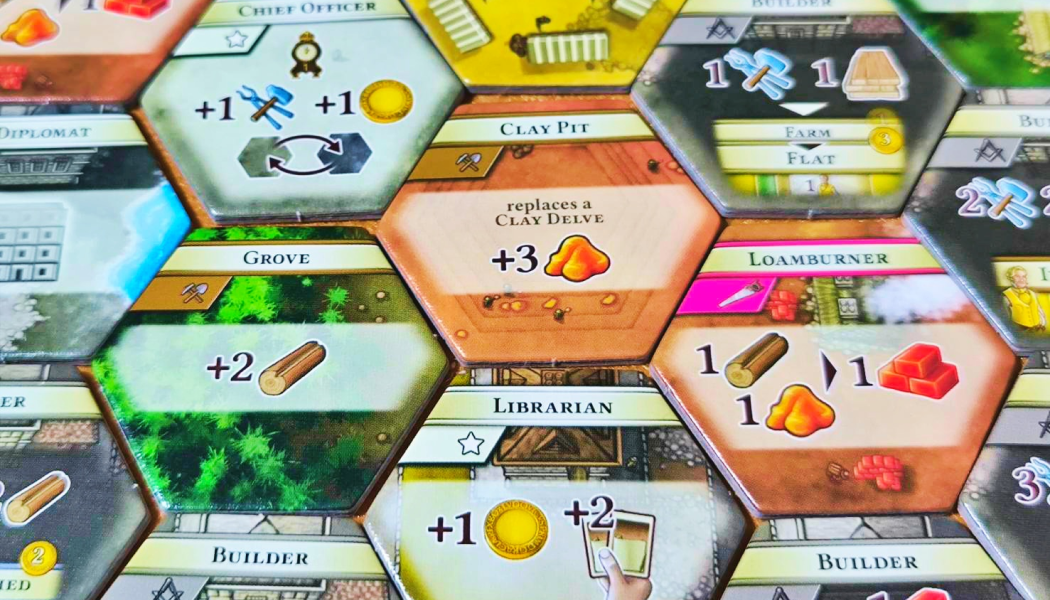 CHIEF OFFICER
+1 +1
DIPLOMAT
BUILDER
1 1
FARM
3
FLAT
1
CLAY PIT
replaces a
CLAY DELVE
+3
GROVE
+2
LOAMBURNER
1 1
1
2
LIBRARIAN
+1 +2
3
2
BUILDER
BUILDER